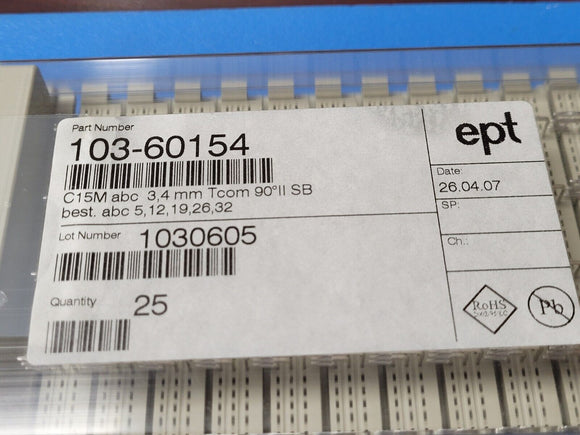 Part Number
103-60154
C15M abc 3,4 mm Tcom 90°II SB
best. abc 5,12,19,26,32
Lot Number 1030605
Quantity 25
ept
Date:
26.04.07
SP:
Ch.:
RoHS
Pb